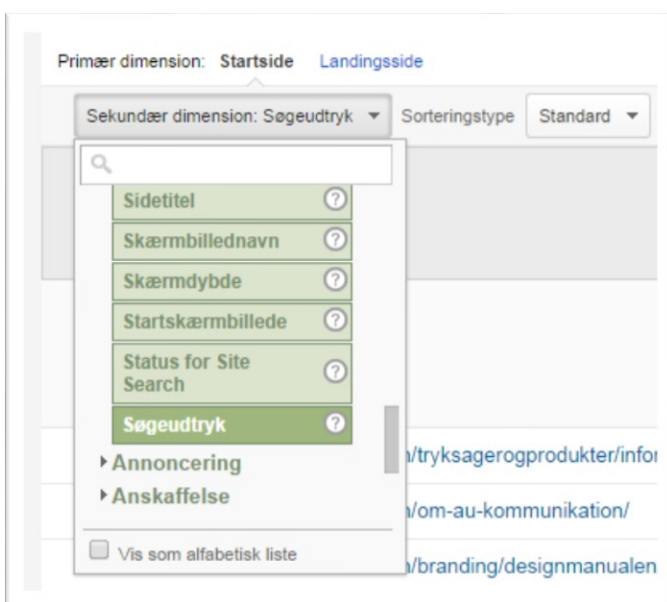 Primær dimension: Startside Landingsside
Sekundær dimension: Søgeudtryk Sorteringstype Standard
Sidetitel
Skærmbillednavn
Skærmdybde
Startskærmbillede
Status for Site
Search
Søgeudtryk
Annoncering
Anskaffelse
Vis som alfabetisk liste
n/tryksagerogprodukter/infor
n/om-au-kommunikation/
n/branding/designmanualen